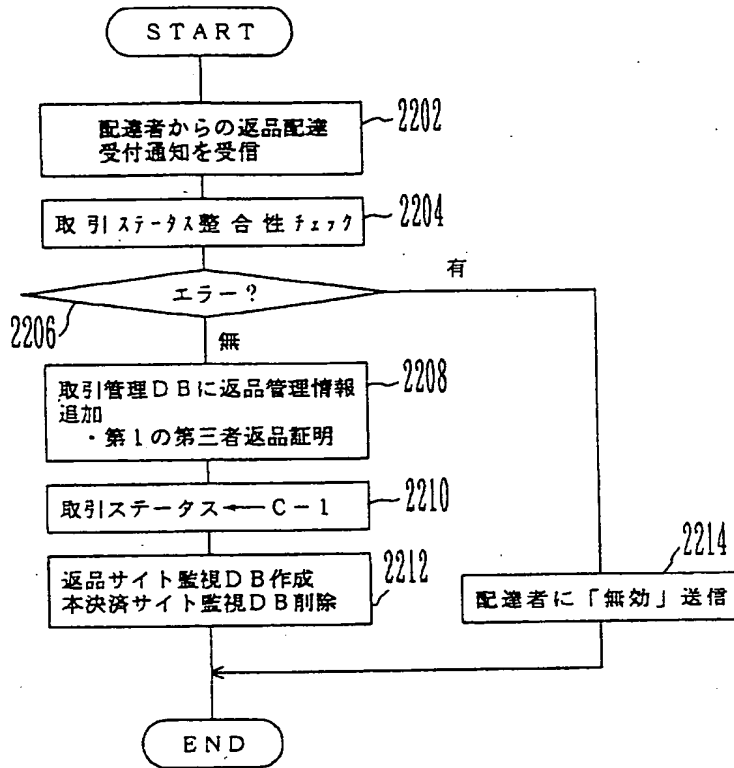 START
配達者からの返品配達
受付通知を受信
2202
取引ステータス整合性チェック
2204
エラー?
有
2206
無
取引管理DBに返品管理情報
追加
・第1の第三者返品証明
2208
取引ステータス←C-1
2210
返品サイト監視DB作成
本決済サイト監視DB削除
2212
配達者に「無効」送信
2214
END